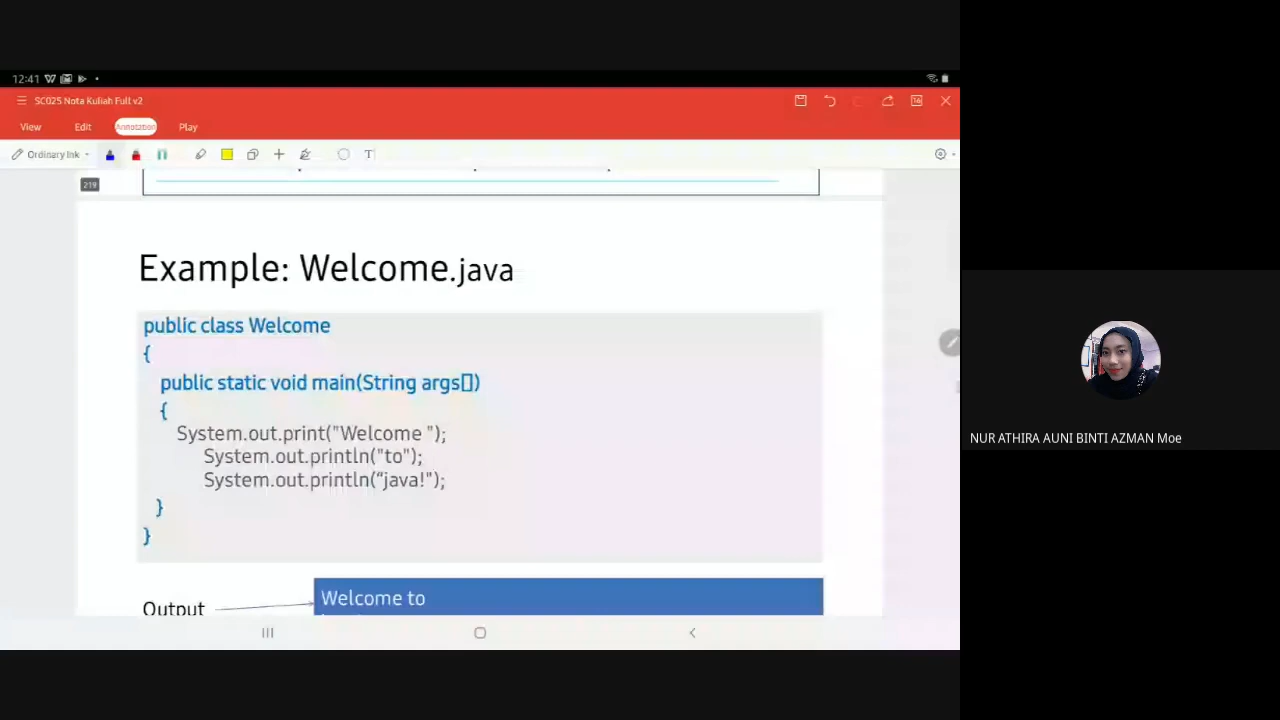 12:41
SC025 Nota Kuliah Full v2
16
View Edit Annotation Play
Ordinary Ink
T
219
Example: Welcome.java
public class Welcome
{
public static void main(String args[])
{
System.out.print("Welcome ");
System.out.println("to");
System.out.println(“java!");
}
}
Output
Welcome to
NUR ATHIRA AUNI BINTI AZMAN Moe